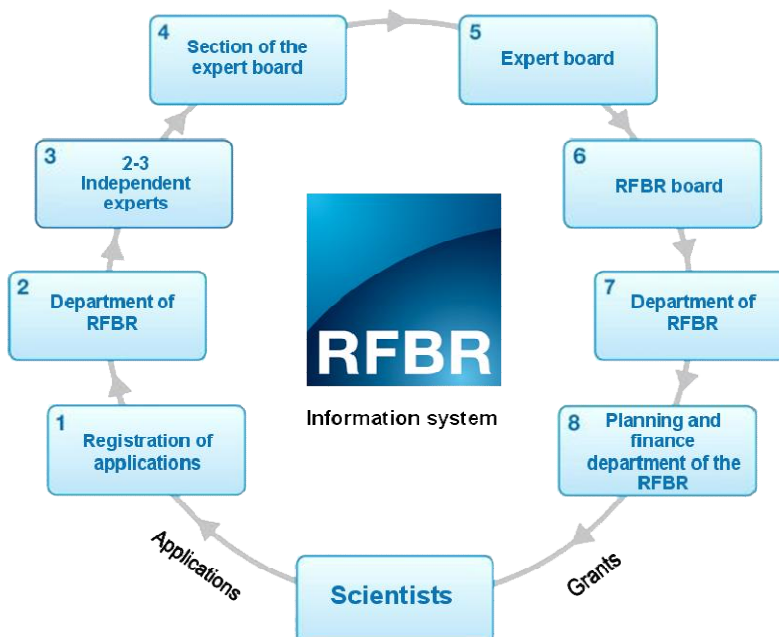 4
Section of the
expert board
5
Expert board
3
2-3
Independent
experts
6
RFBR board
2
Department of
RFBR
7
Department of
RFBR
RFBR
Information system
1
Registration of
applications
8
Planning and
finance
department of the
RFBR
Applications
Grants
Scientists